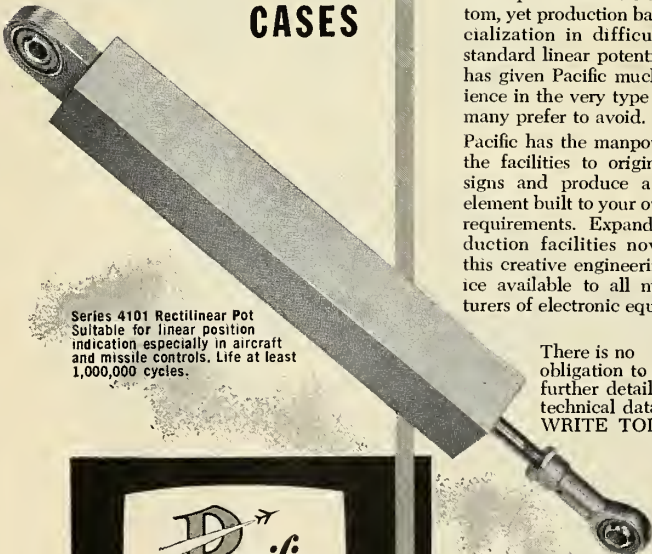 CASES
tom, yet production ba
cialization in difficu
standard linear potenti
has given Pacific much
ience in the very type
many prefer to avoid.
Pacific has the manpow
the facilities to origin
signs and produce a
element built to your o
requirements. Expand
duction facilities now
this creative engineerin
ice available to all m
turers of electronic equ
Series 4101 Rectilinear Pot
Suitable for linear position
indication especially in aircraft
and missile controls. Life at least
1,000,000 cycles.
There is no
obligation to
further detail
technical data
WRITE TOD